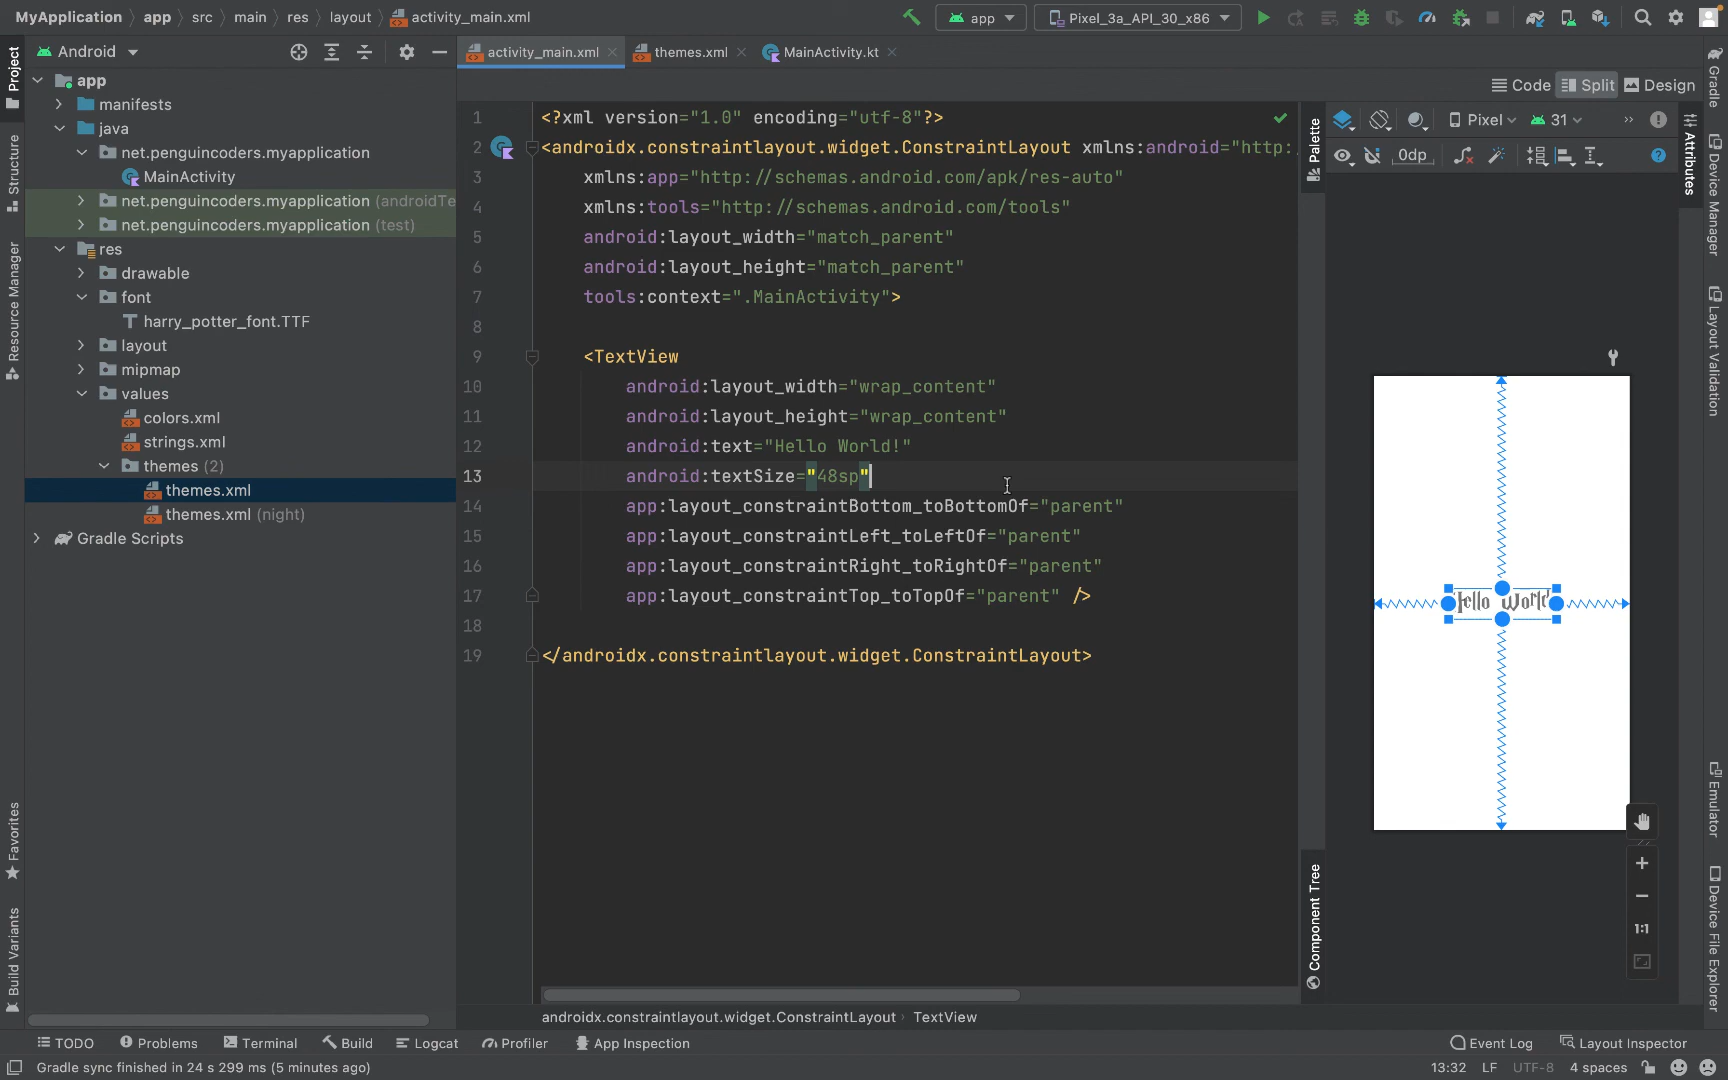 MyApplication › app › src › main › res › layout › activity_main.xml
app
Pixel_3a_API_30_x86
Android
activity_main.xml
themes.xml
MainActivity.kt
Code
Split
Design
Project
Structure
Resource Manager
Favorites
Build Variants
app
manifests
java
net.penguincoders.myapplication
MainActivity
net.penguincoders.myapplication (androidTe
net.penguincoders.myapplication (test)
res
drawable
font
harry_potter_font.TTF
layout
mipmap
values
colors.xml
strings.xml
themes (2)
themes.xml
themes.xml (night)
Gradle Scripts
1 <?xml version="1.0" encoding="utf-8"?>
2 <androidx.constraintlayout.widget.ConstraintLayout xmlns:android="http:
3 xmlns:app="http://schemas.android.com/apk/res-auto"
4 xmlns:tools="http://schemas.android.com/tools"
5 android:layout_width="match_parent"
6 android:layout_height="match_parent"
7 tools:context=".MainActivity">
8
9 <TextView
10 android:layout_width="wrap_content"
11 android:layout_height="wrap_content"
12 android:text="Hello World!"
13 android:textSize="48sp"
14 app:layout_constraintBottom_toBottomOf="parent"
15 app:layout_constraintLeft_toLeftOf="parent"
16 app:layout_constraintRight_toRightOf="parent"
17 app:layout_constraintTop_toTopOf="parent" />
18
19 </androidx.constraintlayout.widget.ConstraintLayout>
Palette
Component Tree
Pixel
31
0dp
Hello World
1:1
Attributes
Gradle
Device Manager
Layout Validation
Emulator
Device File Explorer
androidx.constraintlayout.widget.ConstraintLayout › TextView
TODO
Problems
Terminal
Build
Logcat
Profiler
App Inspection
Event Log
Layout Inspector
Gradle sync finished in 24 s 299 ms (5 minutes ago)
13:32 LF UTF-8 4 spaces